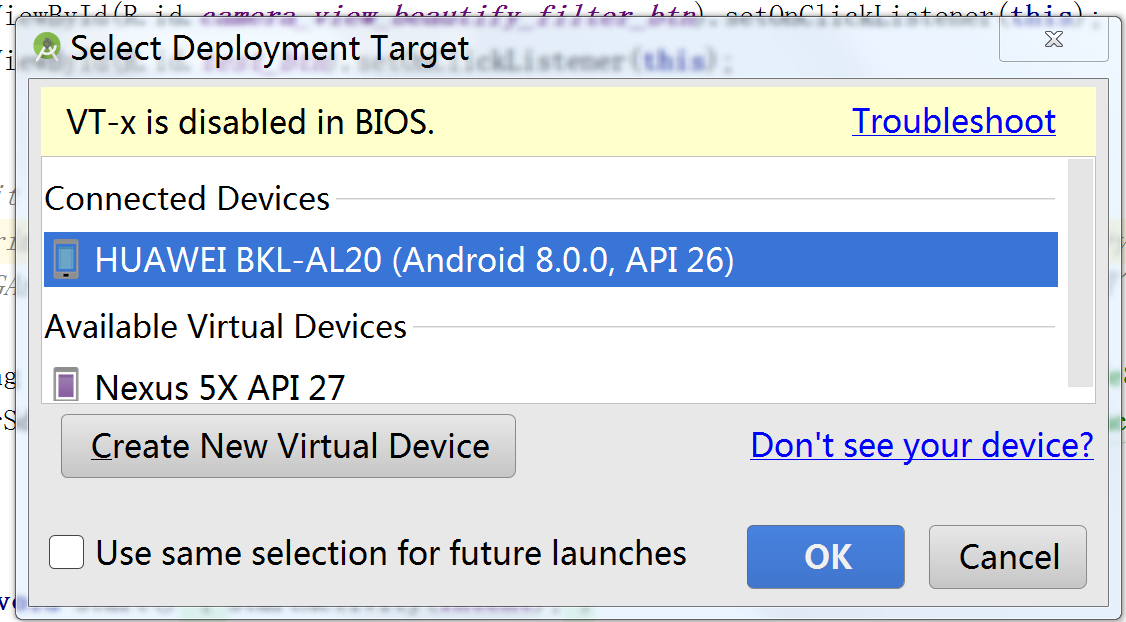 iewById(R.id.camera_view_beautify_filter_btn).setOnClickListener(this);
Select Deployment Target
VT-x is disabled in BIOS.
Troubleshoot
Connected Devices
HUAWEI BKL-AL20 (Android 8.0.0, API 26)
Available Virtual Devices
Nexus 5X API 27
Create New Virtual Device
Don't see your device?
Use same selection for future launches
OK
Cancel